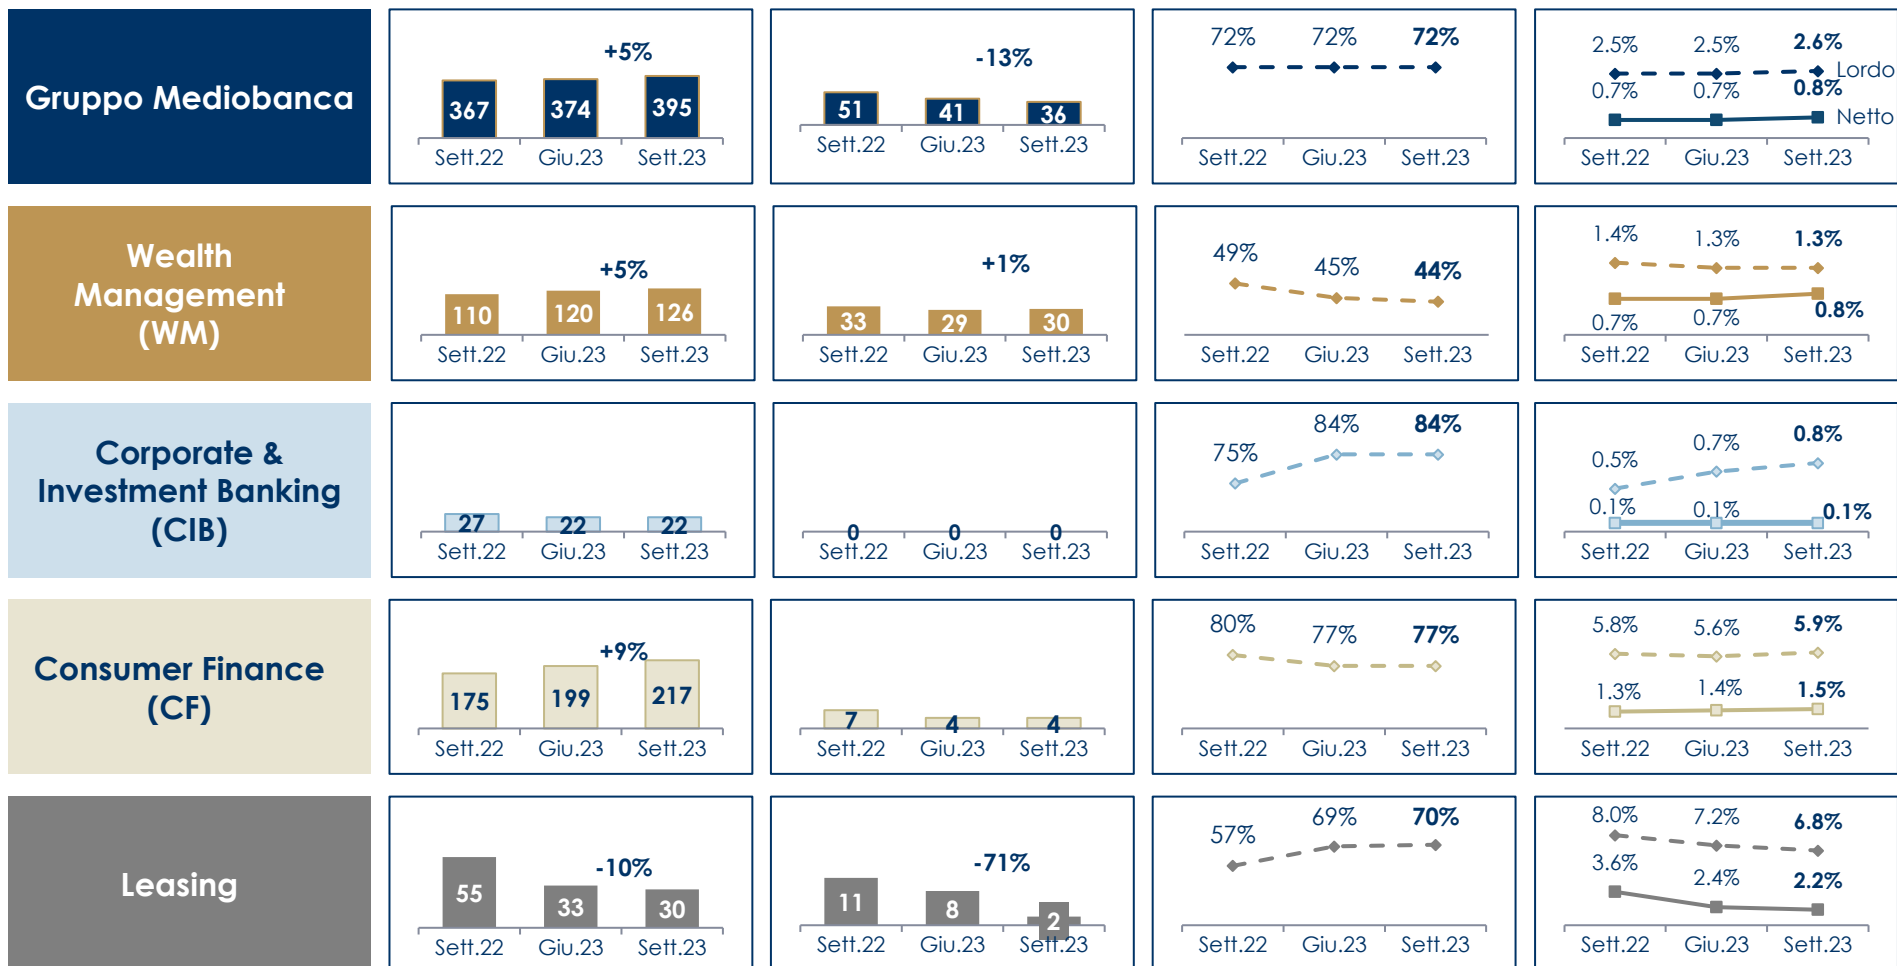 Gruppo Mediobanca
+5%
367 374 395
Sett.22 Giu.23 Sett.23
-13%
51 41 36
Sett.22 Giu.23 Sett.23
72% 72% 72%
Sett.22 Giu.23 Sett.23
2.5% 2.5% 2.6%
Lordo
0.7% 0.7% 0.8%
Netto
Sett.22 Giu.23 Sett.23
Wealth
Management
(WM)
+5%
110 120 126
Sett.22 Giu.23 Sett.23
+1%
33 29 30
Sett.22 Giu.23 Sett.23
49% 45% 44%
Sett.22 Giu.23 Sett.23
1.4% 1.3% 1.3%
0.7% 0.7% 0.8%
Sett.22 Giu.23 Sett.23
Corporate &
Investment Banking
(CIB)
27 22 22
Sett.22 Giu.23 Sett.23
0 0 0
Sett.22 Giu.23 Sett.23
75% 84% 84%
Sett.22 Giu.23 Sett.23
0.5% 0.7% 0.8%
0.1% 0.1% 0.1%
Sett.22 Giu.23 Sett.23
Consumer Finance
(CF)
+9%
175 199 217
Sett.22 Giu.23 Sett.23
7 4 4
Sett.22 Giu.23 Sett.23
80% 77% 77%
Sett.22 Giu.23 Sett.23
5.8% 5.6% 5.9%
1.3% 1.4% 1.5%
Sett.22 Giu.23 Sett.23
Leasing
-10%
55 33 30
Sett.22 Giu.23 Sett.23
-71%
11 8 2
Sett.22 Giu.23 Sett.23
57% 69% 70%
Sett.22 Giu.23 Sett.23
8.0% 7.2% 6.8%
3.6% 2.4% 2.2%
Sett.22 Giu.23 Sett.23